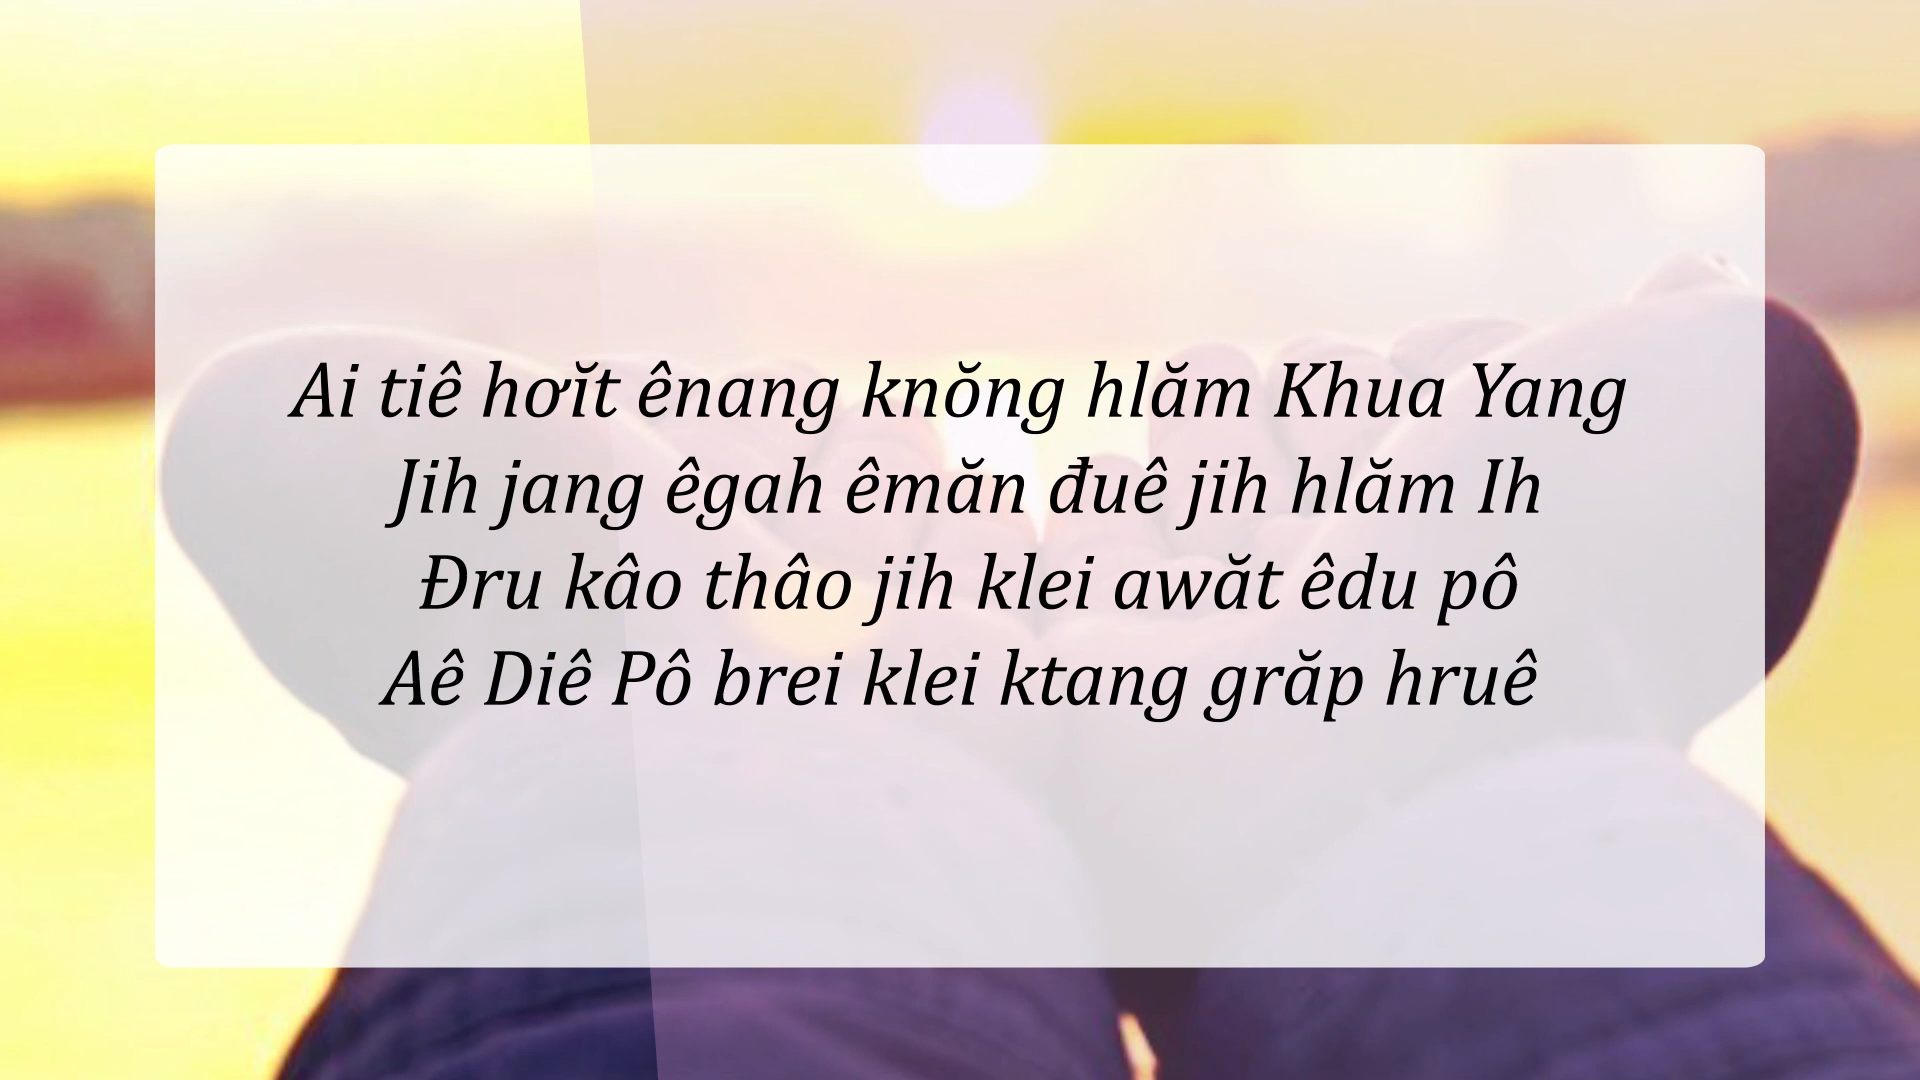 Ai tiê hơĭt ênang knŏng hlăm Khua Yang
Jih jang êgah êmăn đuê jih hlăm Ih
Đru kâo thâo jih klei awăt êdu pô
Aê Diê Pô brei klei ktang grăp hruê